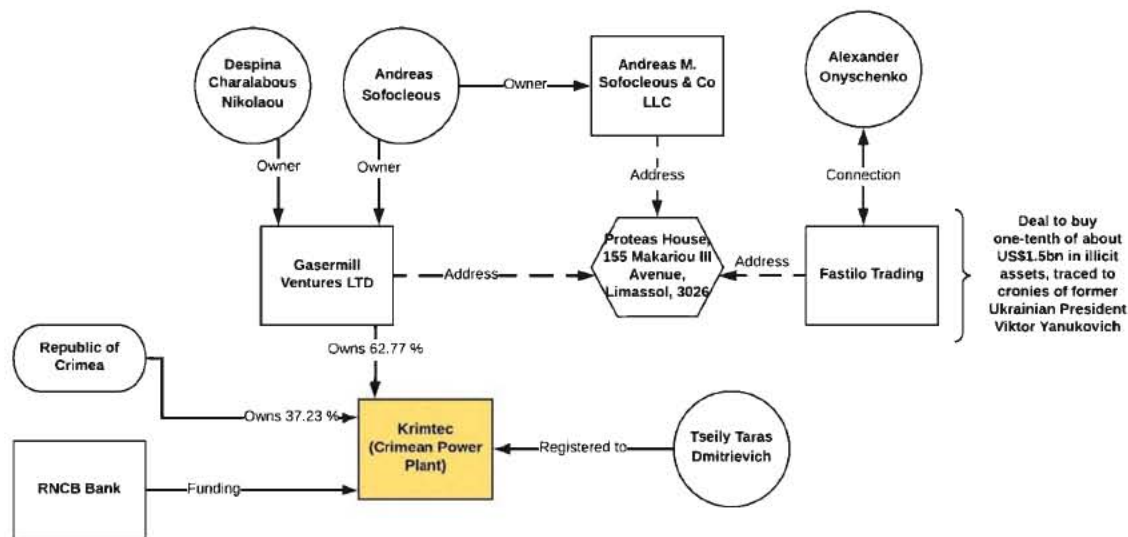 Despina
Charalabous
Nikolaou
Andreas
Sofocleous
Owner
Andreas M.
Sofocleous & Co
LLC
Alexander
Onyschenko
Owner
Owner
Address
Connection
Gasermill
Ventures LTD
Address
Proteas House,
155 Makariou III
Avenue,
Limassol, 3026
Address
Fastilo Trading
Deal to buy
one-tenth of about
US$1.5bn in illicit
assets, traced to
cronies of former
Ukrainian President
Viktor Yanukovich
Owns 62.77 %
Republic of
Crimea
Owns 37.23 %
Krimtec
(Crimean Power
Plant)
Registered to
Tseily Taras
Dmitrievich
RNCB Bank
Funding